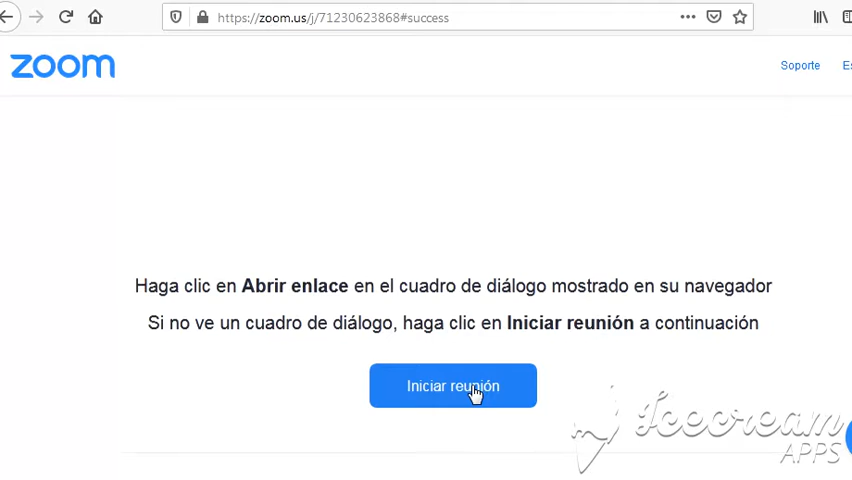 https://zoom.us/j/71230623868#success
zoom
Soporte
Haga clic en Abrir enlace en el cuadro de diálogo mostrado en su navegador
Si no ve un cuadro de diálogo, haga clic en Iniciar reunión a continuación
Iniciar reunión
Icecream
APPS